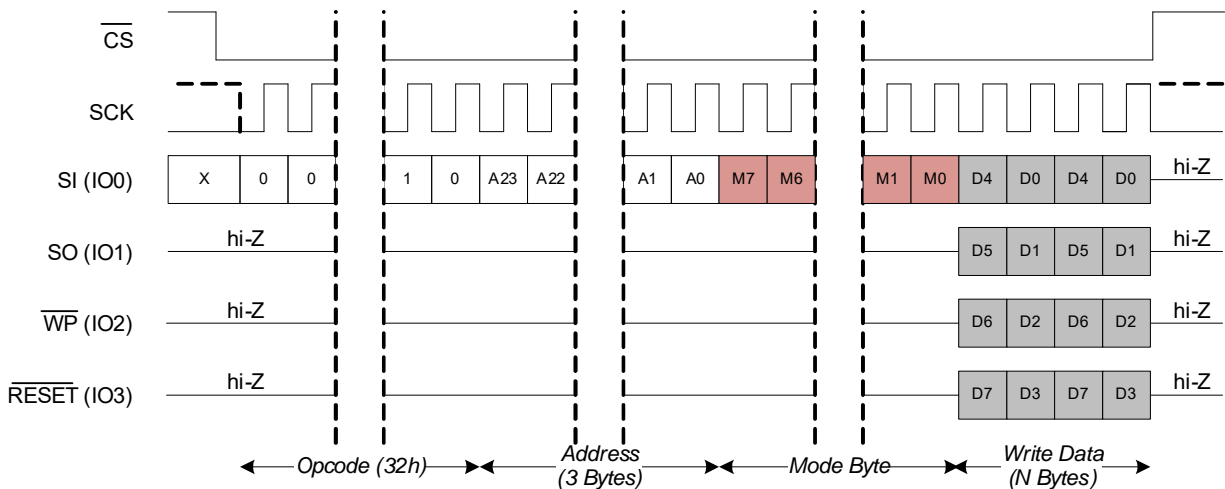 CS
SCK
SI (IO0) X 0 0 1 0 A23 A22 A1 A0 M7 M6 M1 M0 D4 D0 D4 D0 hi-Z
SO (IO1) hi-Z D5 D1 D5 D1 hi-Z
WP (IO2) hi-Z D6 D2 D6 D2 hi-Z
RESET (IO3) hi-Z D7 D3 D7 D3 hi-Z
Opcode (32h) Address Mode Byte Write Data
(3 Bytes) (N Bytes)